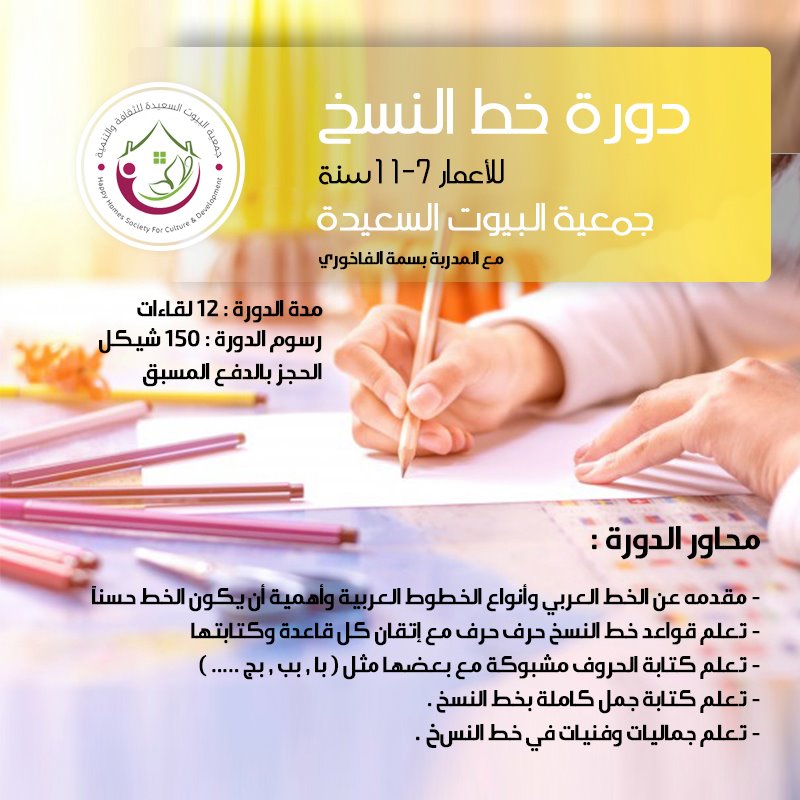 دورة خط النسخ
للأعمار 7-11 سنة
جمعية البيوت السعيدة
مع المدربة بسمة الفاخوري
جمعية البيوت السعيدة للثقافة والتنمية
Happy Homes Society For Culture & Development
مدة الدورة : 12 لقاءات
رسوم الدورة : 150 شيكل
الحجز بالدفع المسبق
محاور الدورة :
- مقدمه عن الخط العربي وأنواع الخطوط العربية وأهمية أن يكون الخط حسناً
- تعلم قواعد خط النسخ حرف حرف مع إتقان كل قاعدة وكتابتها
- تعلم كتابة الحروف مشبوكة مع بعضها مثل ( با , بب , بج ..... )
- تعلم كتابة جمل كاملة بخط النسخ .
- تعلم جماليات وفنيات في خط النسخ .